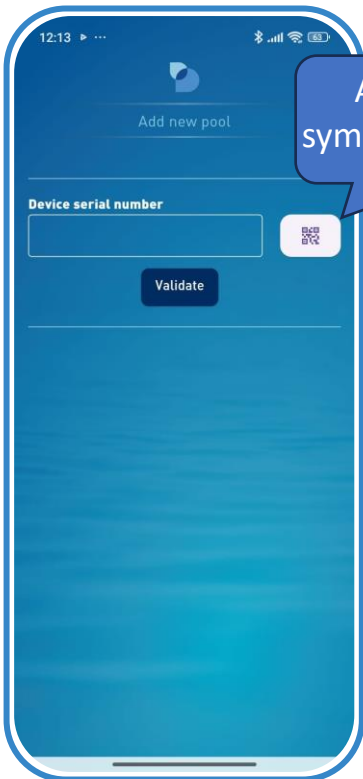 12:13
63
Add new pool
A
sym
Device serial number
Validate